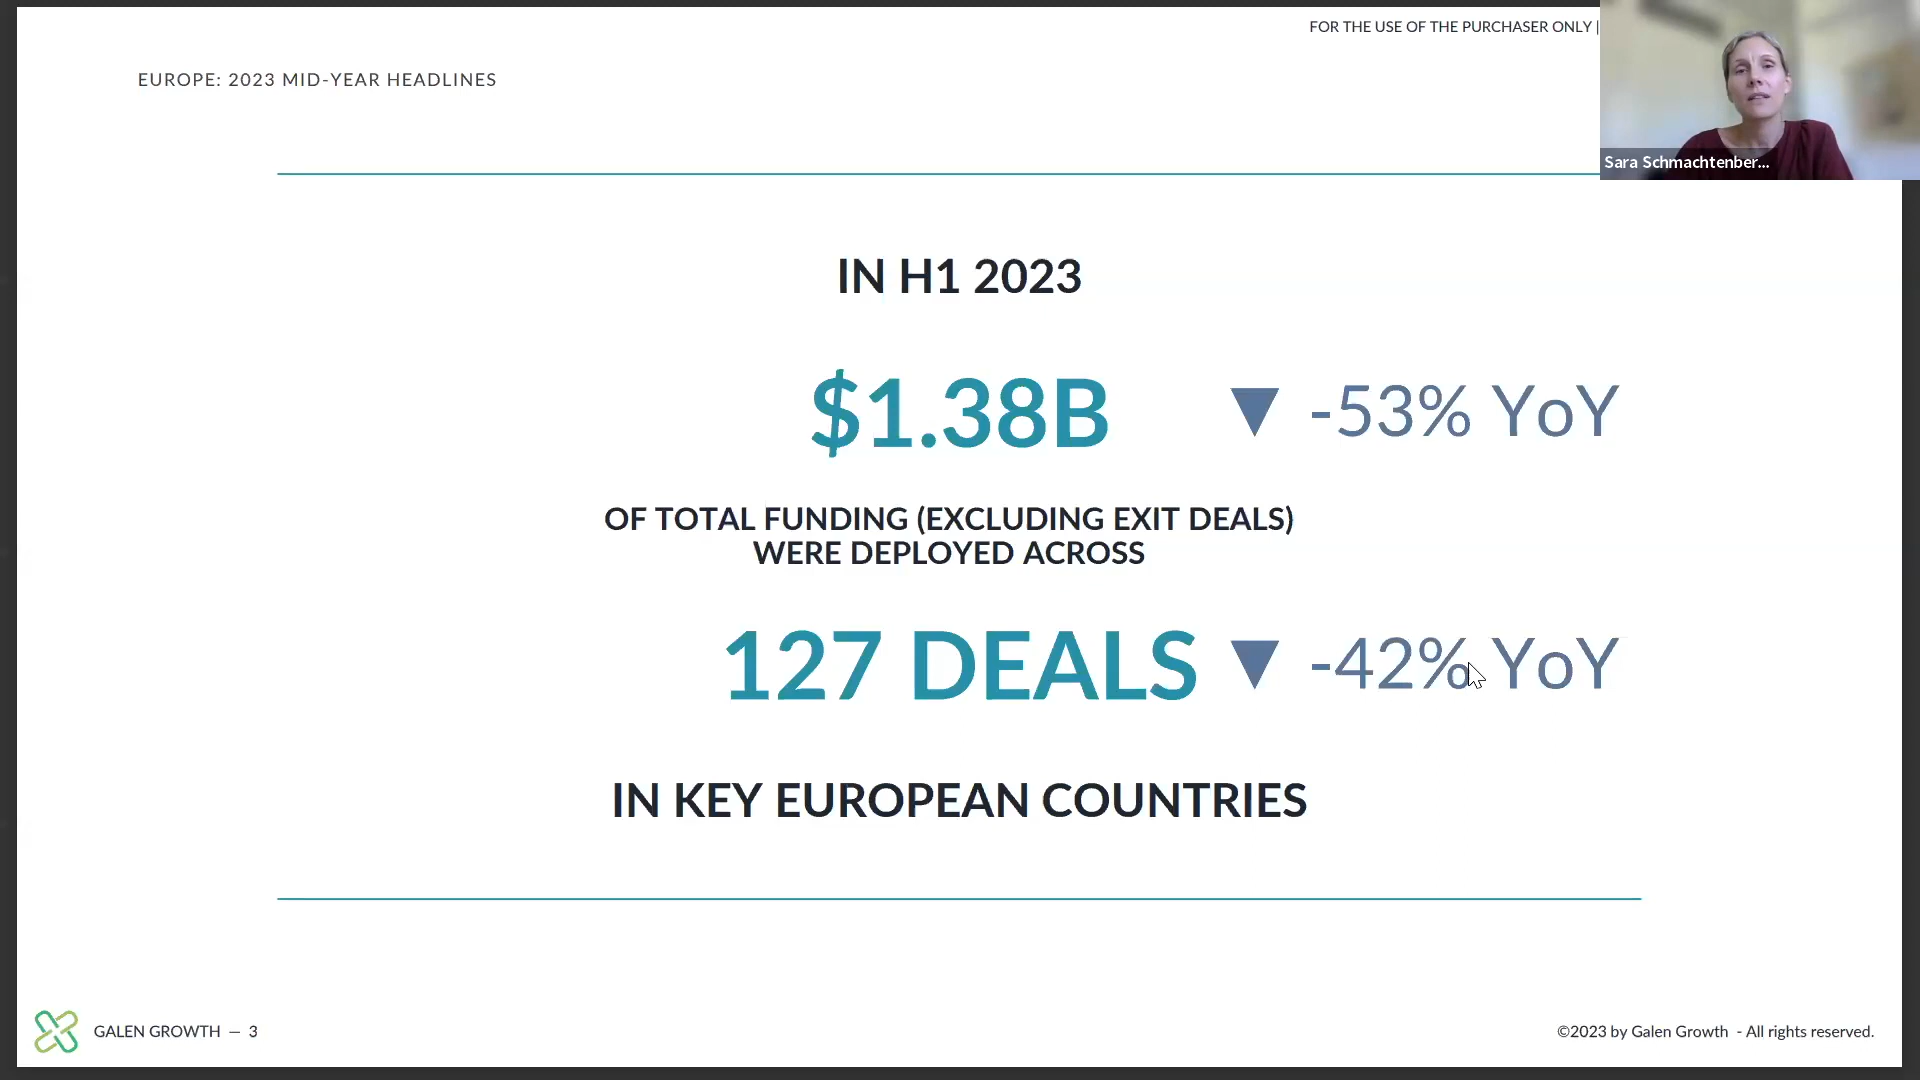 FOR THE USE OF THE PURCHASER ONLY |
EUROPE: 2023 MID-YEAR HEADLINES
Sara Schmachtenber...
IN H1 2023
$1.38B ▼ -53% YoY
OF TOTAL FUNDING (EXCLUDING EXIT DEALS)
WERE DEPLOYED ACROSS
127 DEALS ▼ -42% YoY
IN KEY EUROPEAN COUNTRIES
GALEN GROWTH — 3
©2023 by Galen Growth - All rights reserved.